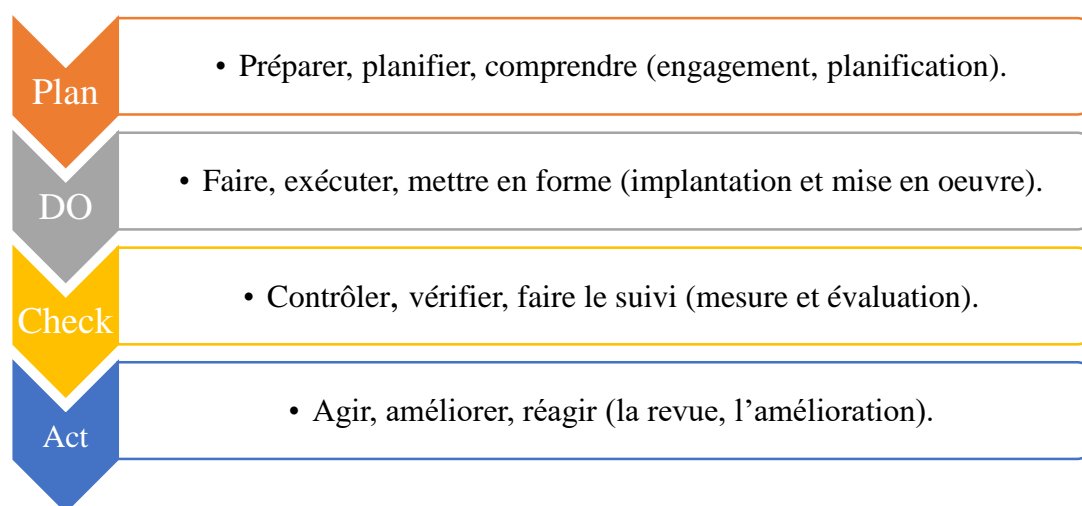 Plan
• Préparer, planifier, comprendre (engagement, planification).
DO
• Faire, exécuter, mettre en forme (implantation et mise en oeuvre).
Check
• Contrôler, vérifier, faire le suivi (mesure et évaluation).
Act
• Agir, améliorer, réagir (la revue, l’amélioration).